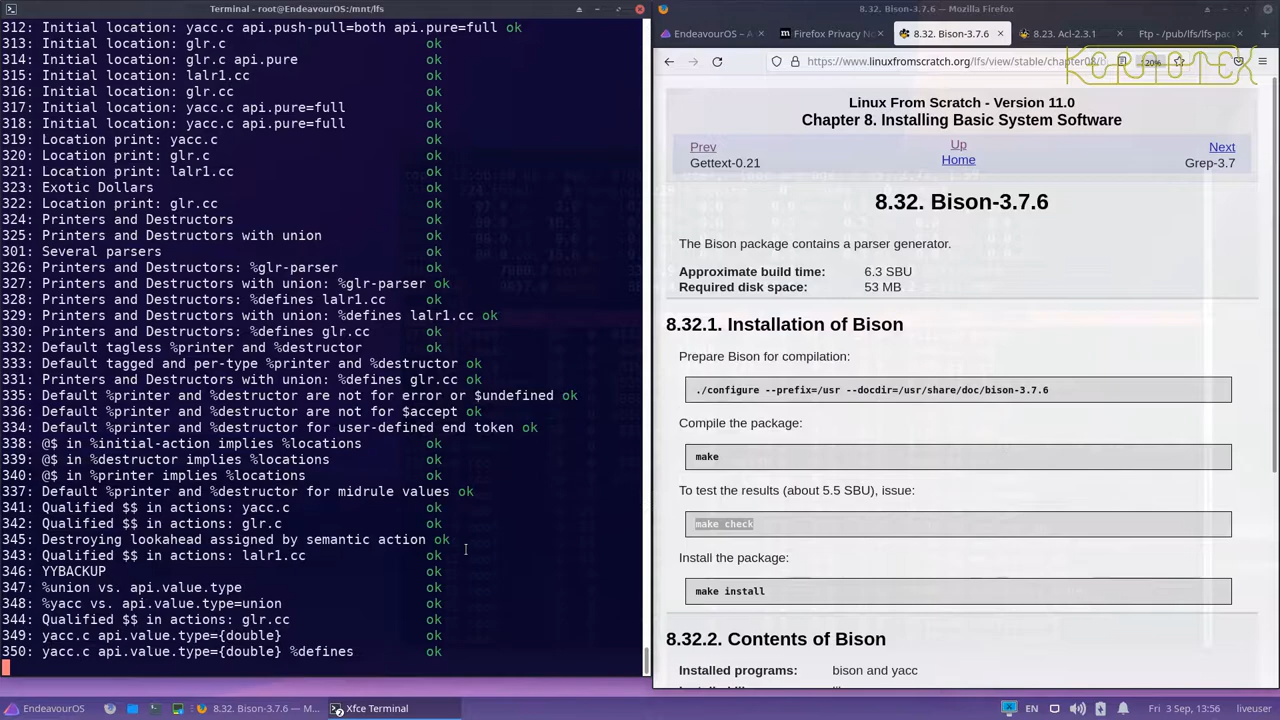 Terminal - root@EndeavourOS:/mnt/lfs
312: Initial location: yacc.c api.push-pull=both api.pure=full ok
313: Initial location: glr.c ok
314: Initial location: glr.c api.pure ok
315: Initial location: lalr1.cc ok
316: Initial location: glr.cc ok
317: Initial location: yacc.c api.pure=full ok
318: Initial location: yacc.c api.pure=full ok
319: Location print: yacc.c ok
320: Location print: glr.c ok
321: Location print: lalr1.cc ok
323: Exotic Dollars ok
322: Location print: glr.cc ok
324: Printers and Destructors ok
325: Printers and Destructors with union: ok
301: Several parsers ok
326: Printers and Destructors: %glr-parser ok
327: Printers and Destructors with union: %glr-parser ok
328: Printers and Destructors: %defines lalr1.cc ok
329: Printers and Destructors with union: %defines lalr1.cc ok
330: Printers and Destructors: %defines glr.cc ok
332: Default tagless %printer and %destructor ok
333: Default tagged and per-type %printer and %destructor ok
331: Printers and Destructors with union: %defines glr.cc ok
335: Default %printer and %destructor are not for error or $undefined ok
336: Default %printer and %destructor are not for $accept ok
334: Default %printer and %destructor for user-defined end token ok
338: @$ in %initial-action implies %locations ok
339: @$ in %destructor implies %locations ok
340: @$ in %printer implies %locations ok
337: Default %printer and %destructor for midrule values ok
341: Qualified $$ in actions: yacc.c ok
342: Qualified $$ in actions: glr.c ok
345: Destroying lookahead assigned by semantic action ok
343: Qualified $$ in actions: lalr1.cc ok
346: YYBACKUP ok
347: %union vs. api.value.type ok
348: %yacc vs. api.value.type=union ok
344: Qualified $$ in actions: glr.cc ok
349: yacc.c api.value.type={double} ok
350: yacc.c api.value.type={double} %defines ok
8.32. Bison-3.7.6 — Mozilla Firefox
EndeavourOS –
Firefox Privacy No
8.32. Bison-3.7.6
8.23. Acl-2.3.1
Ftp - /pub/lfs/lfs-pac
https://www.linuxfromscratch.org/lfs/view/stable/chapter08/
120%
KernoTEX
Linux From Scratch - Version 11.0
Chapter 8. Installing Basic System Software
Prev Up Next
Gettext-0.21 Home Grep-3.7
8.32. Bison-3.7.6
The Bison package contains a parser generator.
Approximate build time: 6.3 SBU
Required disk space: 53 MB
8.32.1. Installation of Bison
Prepare Bison for compilation:
./configure --prefix=/usr --docdir=/usr/share/doc/bison-3.7.6
Compile the package:
make
To test the results (about 5.5 SBU), issue:
make check
Install the package:
make install
8.32.2. Contents of Bison
Installed programs: bison and yacc
EndeavourOS
8.32. Bison-3.7.6 — M...
Xfce Terminal
EN
Fri 3 Sep, 13:56
liveuser